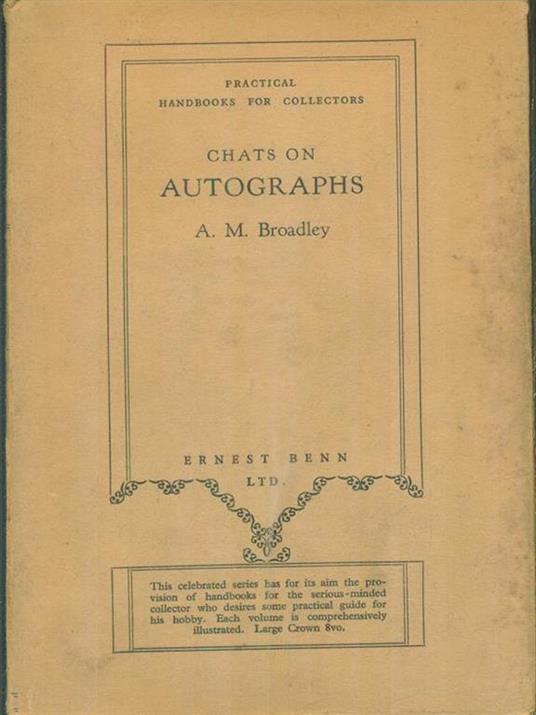 PRACTICAL
HANDBOOKS FOR COLLECTORS
CHATS ON
AUTOGRAPHS
A. M. Broadley
ERNEST BENN
LTD.
This celebrated series has for its aim the pro-
vision of handbooks for the serious-minded
collector who desires some practical guide for
his hobby. Each volume is comprehensively
illustrated. Large Crown 8vo.